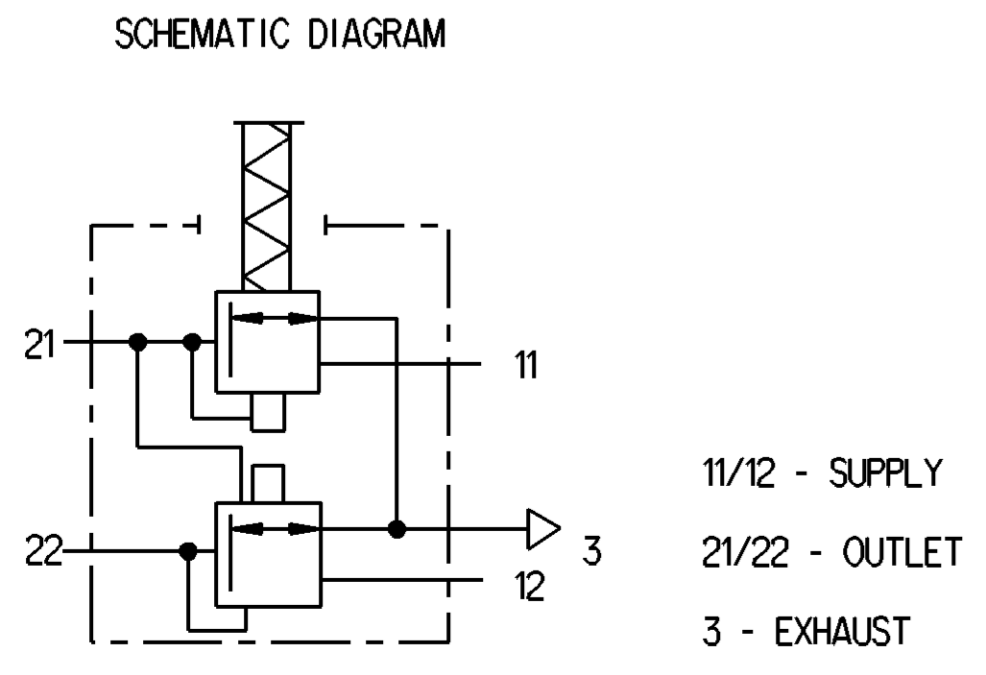 SCHEMATIC DIAGRAM
21
11
22
3
12
11/12 - SUPPLY
21/22 - OUTLET
3 - EXHAUST